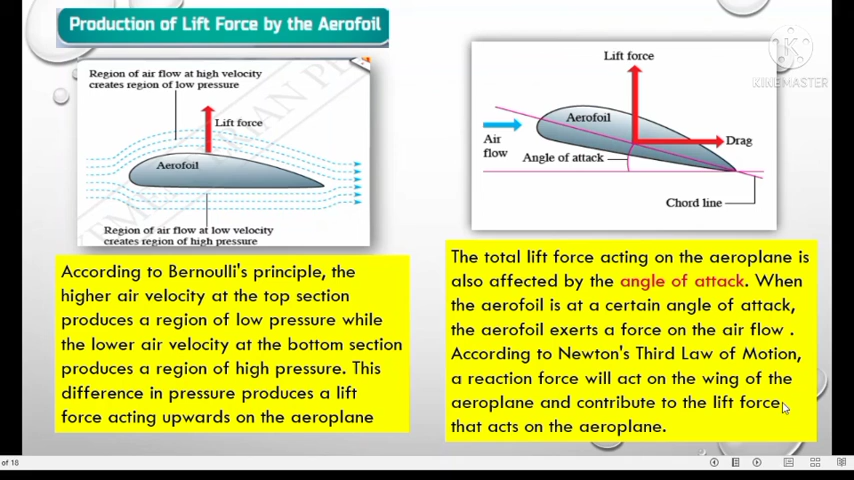 Production of Lift Force by the Aerofoil
Region of air flow at high velocity
creates region of low pressure
Lift force
Aerofoil
Region of air flow at low velocity
creates region of high pressure
According to Bernoulli's principle, the
higher air velocity at the top section
produces a region of low pressure while
the lower air velocity at the bottom section
produces a region of high pressure. This
difference in pressure produces a lift
force acting upwards on the aeroplane
Lift force
Aerofoil
Air
flow
Drag
Angle of attack
Chord line
The total lift force acting on the aeroplane is
also affected by the angle of attack. When
the aerofoil is at a certain angle of attack,
the aerofoil exerts a force on the air flow .
According to Newton's Third Law of Motion,
a reaction force will act on the wing of the
aeroplane and contribute to the lift force
that acts on the aeroplane.
KINEMASTER
of 18